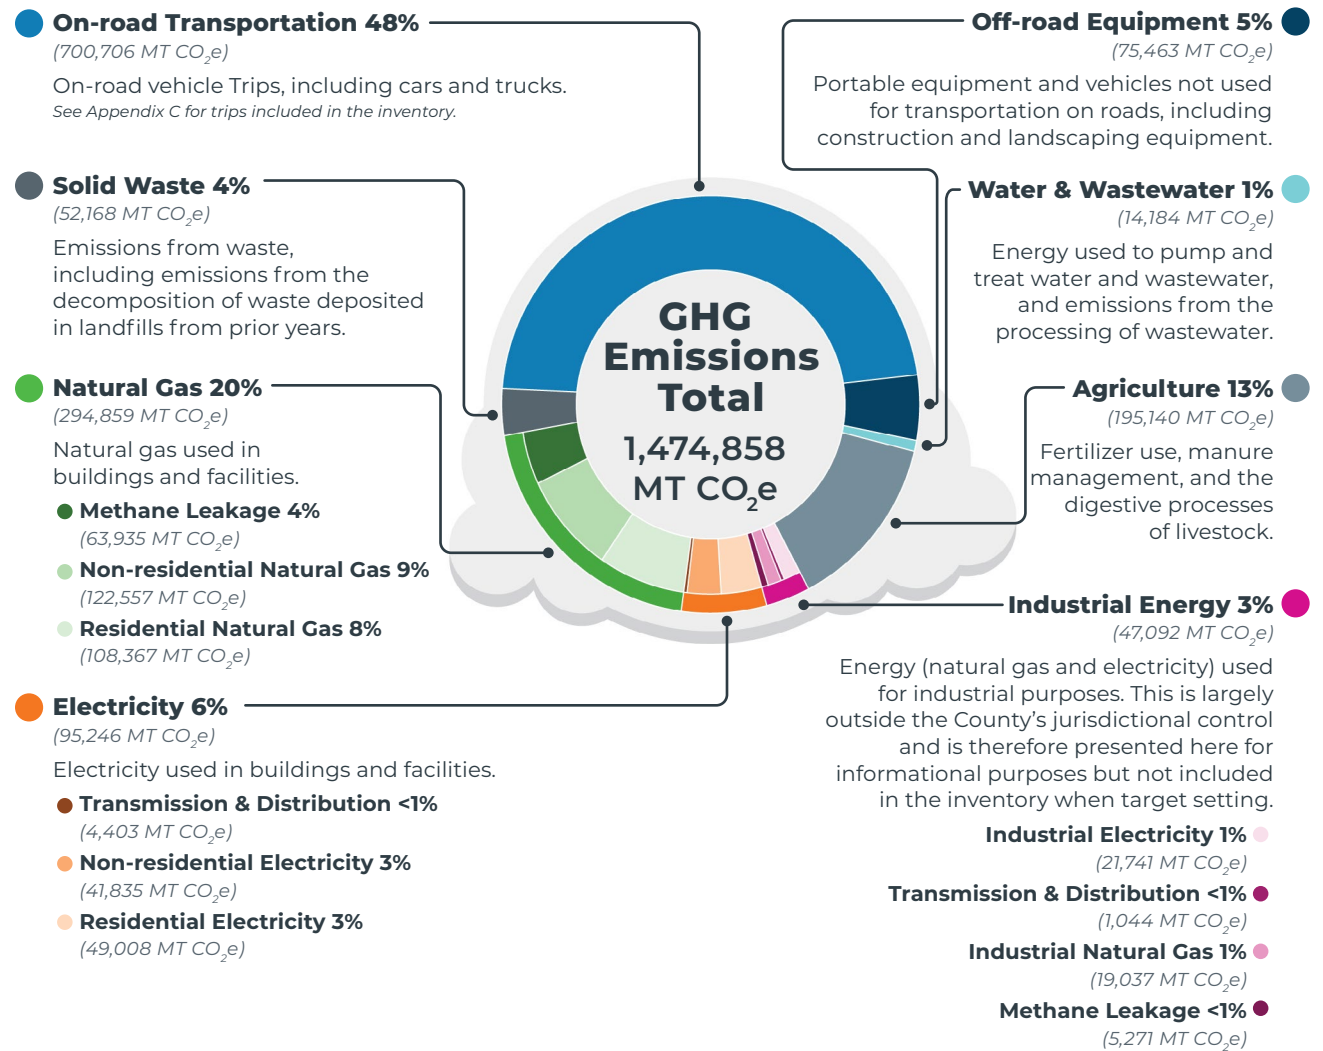 On-road Transportation 48%
(700,706 MT CO₂e)
On-road vehicle Trips, including cars and trucks.
See Appendix C for trips included in the inventory.
Solid Waste 4%
(52,168 MT CO₂e)
Emissions from waste,
including emissions from the
decomposition of waste deposited
in landfills from prior years.
Natural Gas 20%
(294,859 MT CO₂e)
Natural gas used in
buildings and facilities.
Methane Leakage 4%
(63,935 MT CO₂e)
Non-residential Natural Gas 9%
(122,557 MT CO₂e)
Residential Natural Gas 8%
(108,367 MT CO₂e)
Electricity 6%
(95,246 MT CO₂e)
Electricity used in buildings and facilities.
Transmission & Distribution <1%
(4,403 MT CO₂e)
Non-residential Electricity 3%
(41,835 MT CO₂e)
Residential Electricity 3%
(49,008 MT CO₂e)
GHG
Emissions
Total
1,474,858
MT CO₂e
Off-road Equipment 5%
(75,463 MT CO₂e)
Portable equipment and vehicles not used
for transportation on roads, including
construction and landscaping equipment.
Water & Wastewater 1%
(14,184 MT CO₂e)
Energy used to pump and
treat water and wastewater,
and emissions from the
processing of wastewater.
Agriculture 13%
(195,140 MT CO₂e)
Fertilizer use, manure
management, and the
digestive processes
of livestock.
Industrial Energy 3%
(47,092 MT CO₂e)
Energy (natural gas and electricity) used
for industrial purposes. This is largely
outside the County’s jurisdictional control
and is therefore presented here for
informational purposes but not included
in the inventory when target setting.
Industrial Electricity 1%
(21,741 MT CO₂e)
Transmission & Distribution <1%
(1,044 MT CO₂e)
Industrial Natural Gas 1%
(19,037 MT CO₂e)
Methane Leakage <1%
(5,271 MT CO₂e)